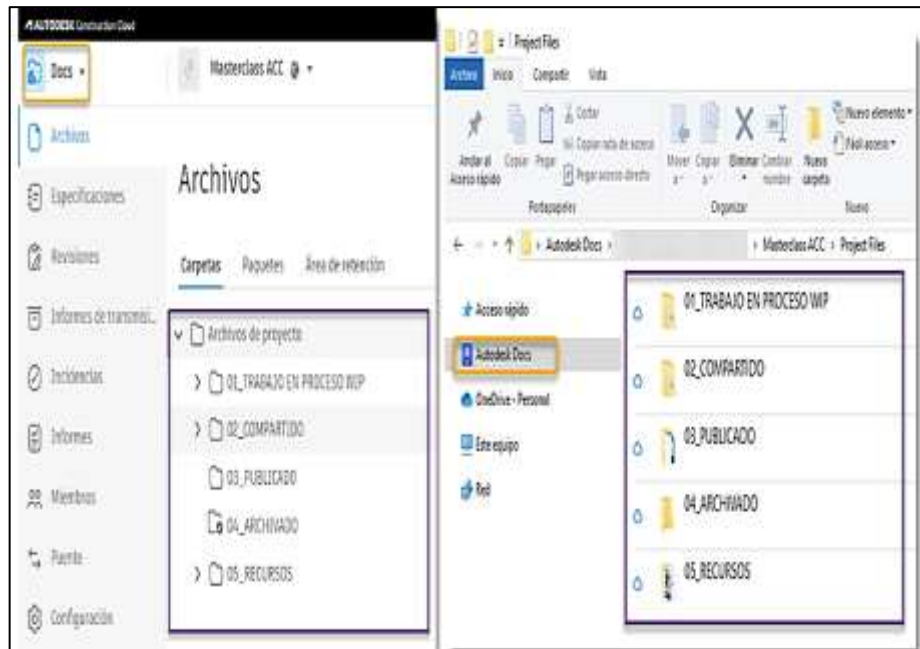 AUTODESK Construction Cloud
Docs
Masterclass ACC
Archivos
Especificaciones
Revisiones
Informes de transmisi...
Incidencias
Informes
Miembros
Puente
Configuración
Archivos
Carpetas Paquetes Área de retención
Archivos de proyecto
01_TRABAJO EN PROCESO WIP
02_COMPARTIDO
03_PUBLICADO
04_ARCHIVADO
05_RECURSOS
Project Files
Archivo Inicio Compartir Vista
Anclar al
Acceso rápido
Copiar
Pegar
Cortar
Copiar ruta de acceso
Pegar acceso directo
Portapapeles
Mover
a
Copiar
a
Eliminar
Cambiar
nombre
Organizar
Nueva
carpeta
Nuevo elemento
Fácil acceso
Nuevo
Autodesk Docs > > Masterclass ACC > Project Files
Acceso rápido
Autodesk Docs
OneDrive - Personal
Este equipo
Red
01_TRABAJO EN PROCESO WIP
02_COMPARTIDO
03_PUBLICADO
04_ARCHIVADO
05_RECURSOS